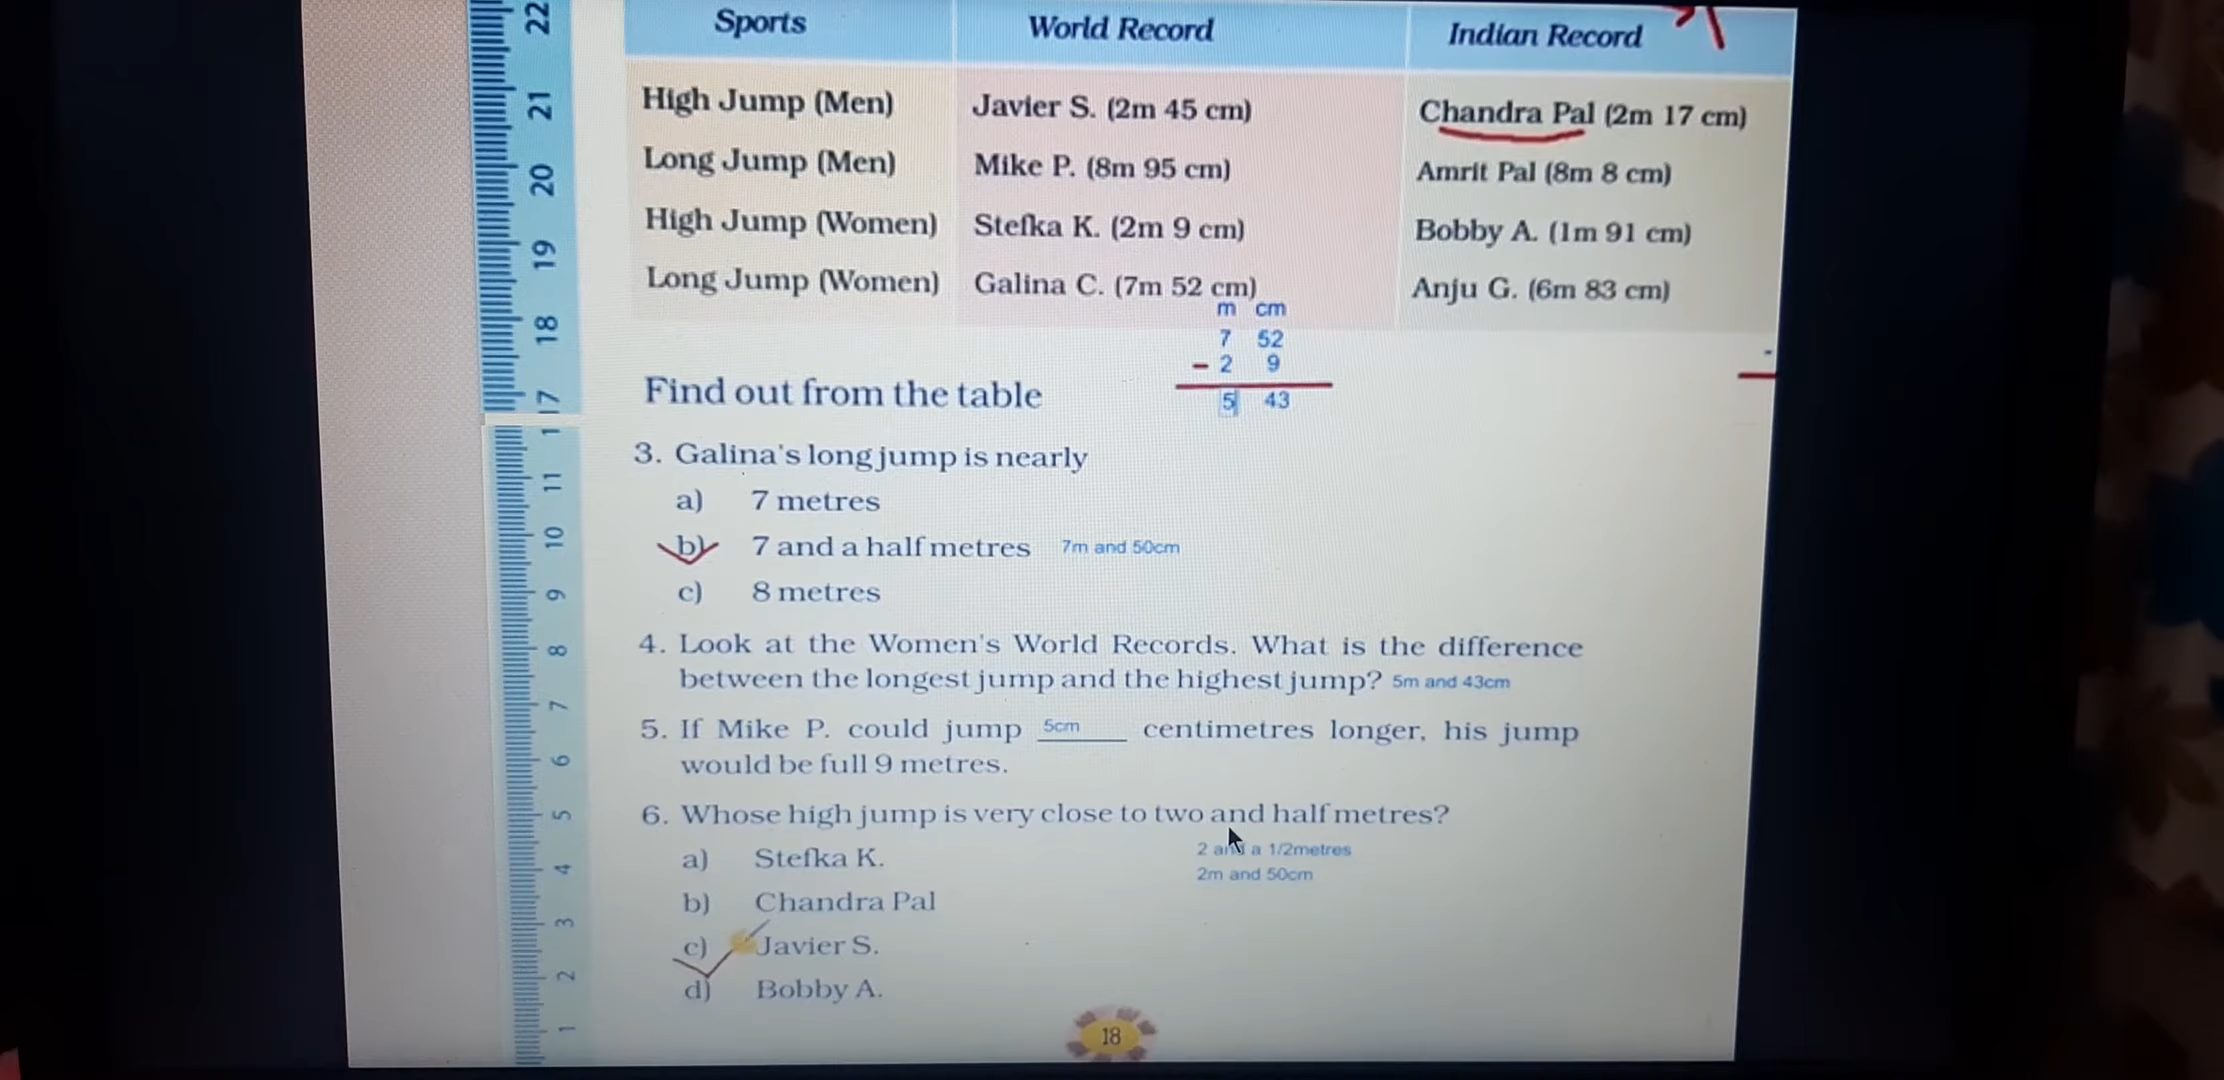 Sports World Record Indian Record
High Jump (Men) Javier S. (2m 45 cm) Chandra Pal (2m 17 cm)
Long Jump (Men) Mike P. (8m 95 cm) Amrit Pal (8m 8 cm)
High Jump (Women) Stefka K. (2m 9 cm) Bobby A. (1m 91 cm)
Long Jump (Women) Galina C. (7m 52 cm) Anju G. (6m 83 cm)
m cm
7 52
- 2 9
5 43
Find out from the table
3. Galina's long jump is nearly
a) 7 metres
b) 7 and a half metres 7m and 50cm
c) 8 metres
4. Look at the Women's World Records. What is the difference
between the longest jump and the highest jump? 5m and 43cm
5. If Mike P. could jump 5cm centimetres longer, his jump
would be full 9 metres.
6. Whose high jump is very close to two and half metres?
2 and a 1/2metres
2m and 50cm
a) Stefka K.
b) Chandra Pal
c) Javier S.
d) Bobby A.
18
22
21
20
19
18
17
11
10
9
8
7
6
5
4
3
2
1